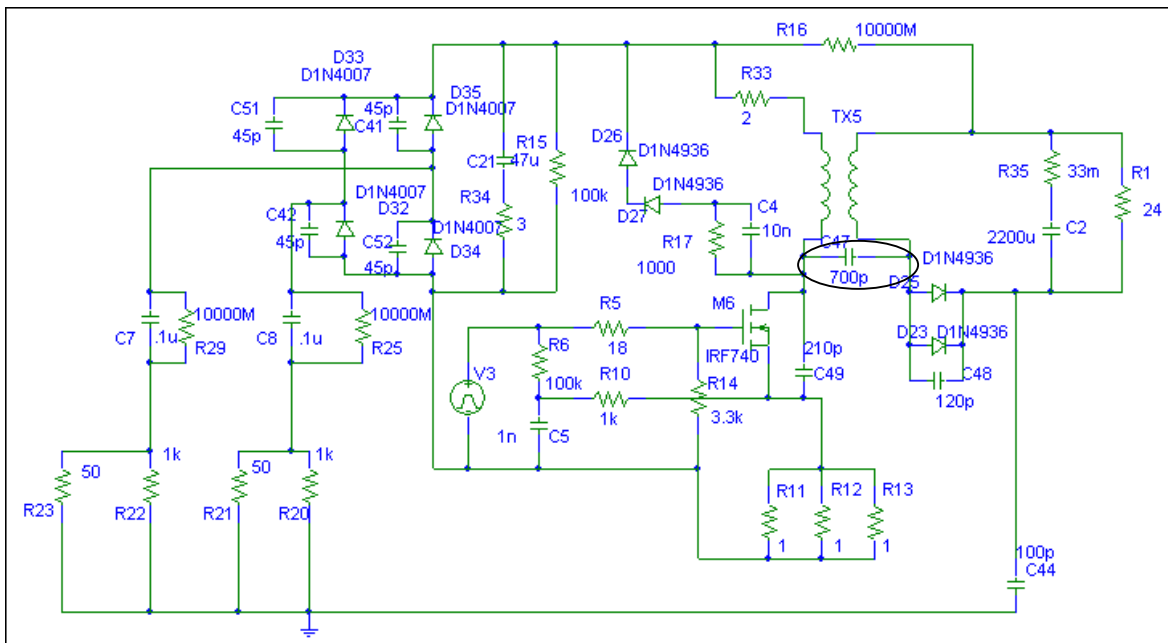 R16
10000M
D33
D1N4007
R33
2
TX5
D35
D1N4007
C51
45p
45p
C41
R15
C21
47u
100k
D26
D1N4936
D1N4936
D27
R34
3
C4
10n
R17
1000
R35
33m
R1
24
C2
2200u
D1N4007
D32
C42
45p
C52
45p
D1N4007
D34
C47
700p
D1N4936
D25
D23
D1N4936
C48
120p
10000M
C7
.1u
R29
10000M
C8
.1u
R25
R5
18
M6
IRF740
R6
100k
V3
R10
1k
R14
3.3k
210p
C49
1n
C5
50
1k
50
1k
R23
R22
R21
R20
R11
R12
R13
1
1
1
100p
C44